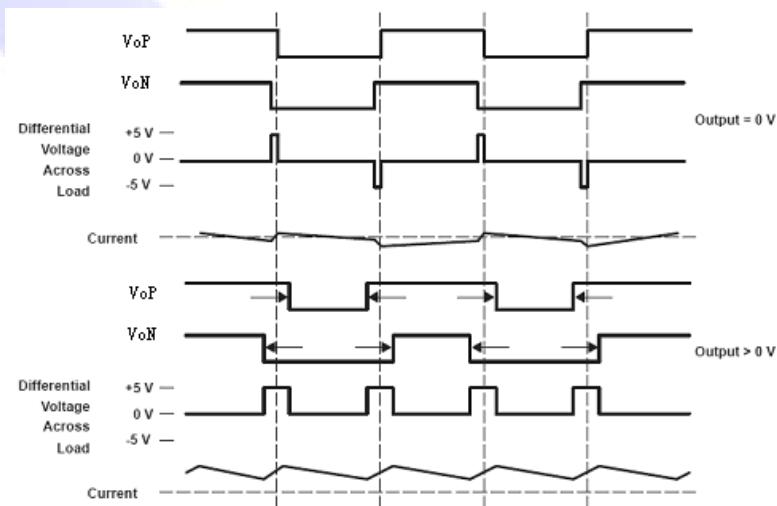 VoP
VoN
Output = 0 V
Differential
Voltage
Across
Load
+5 V
0 V
-5 V
Current
VoP
VoN
Output > 0 V
Differential
Voltage
Across
Load
+5 V
0 V
-5 V
Current